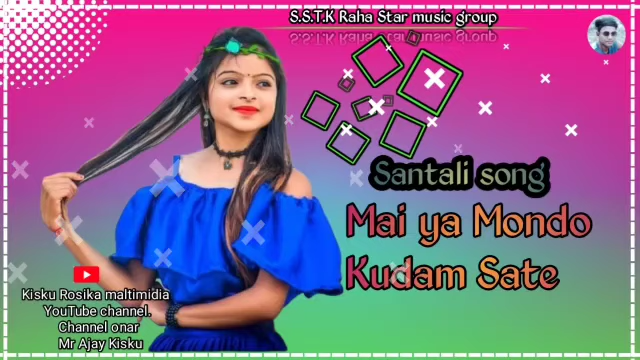 S.S.T.K Raha Star music group
Santali song
Mai ya Mondo
Kudam Sate
Kisku Rosika maltimidia
YouTube channel.
Channel onar
Mr Ajay Kisku